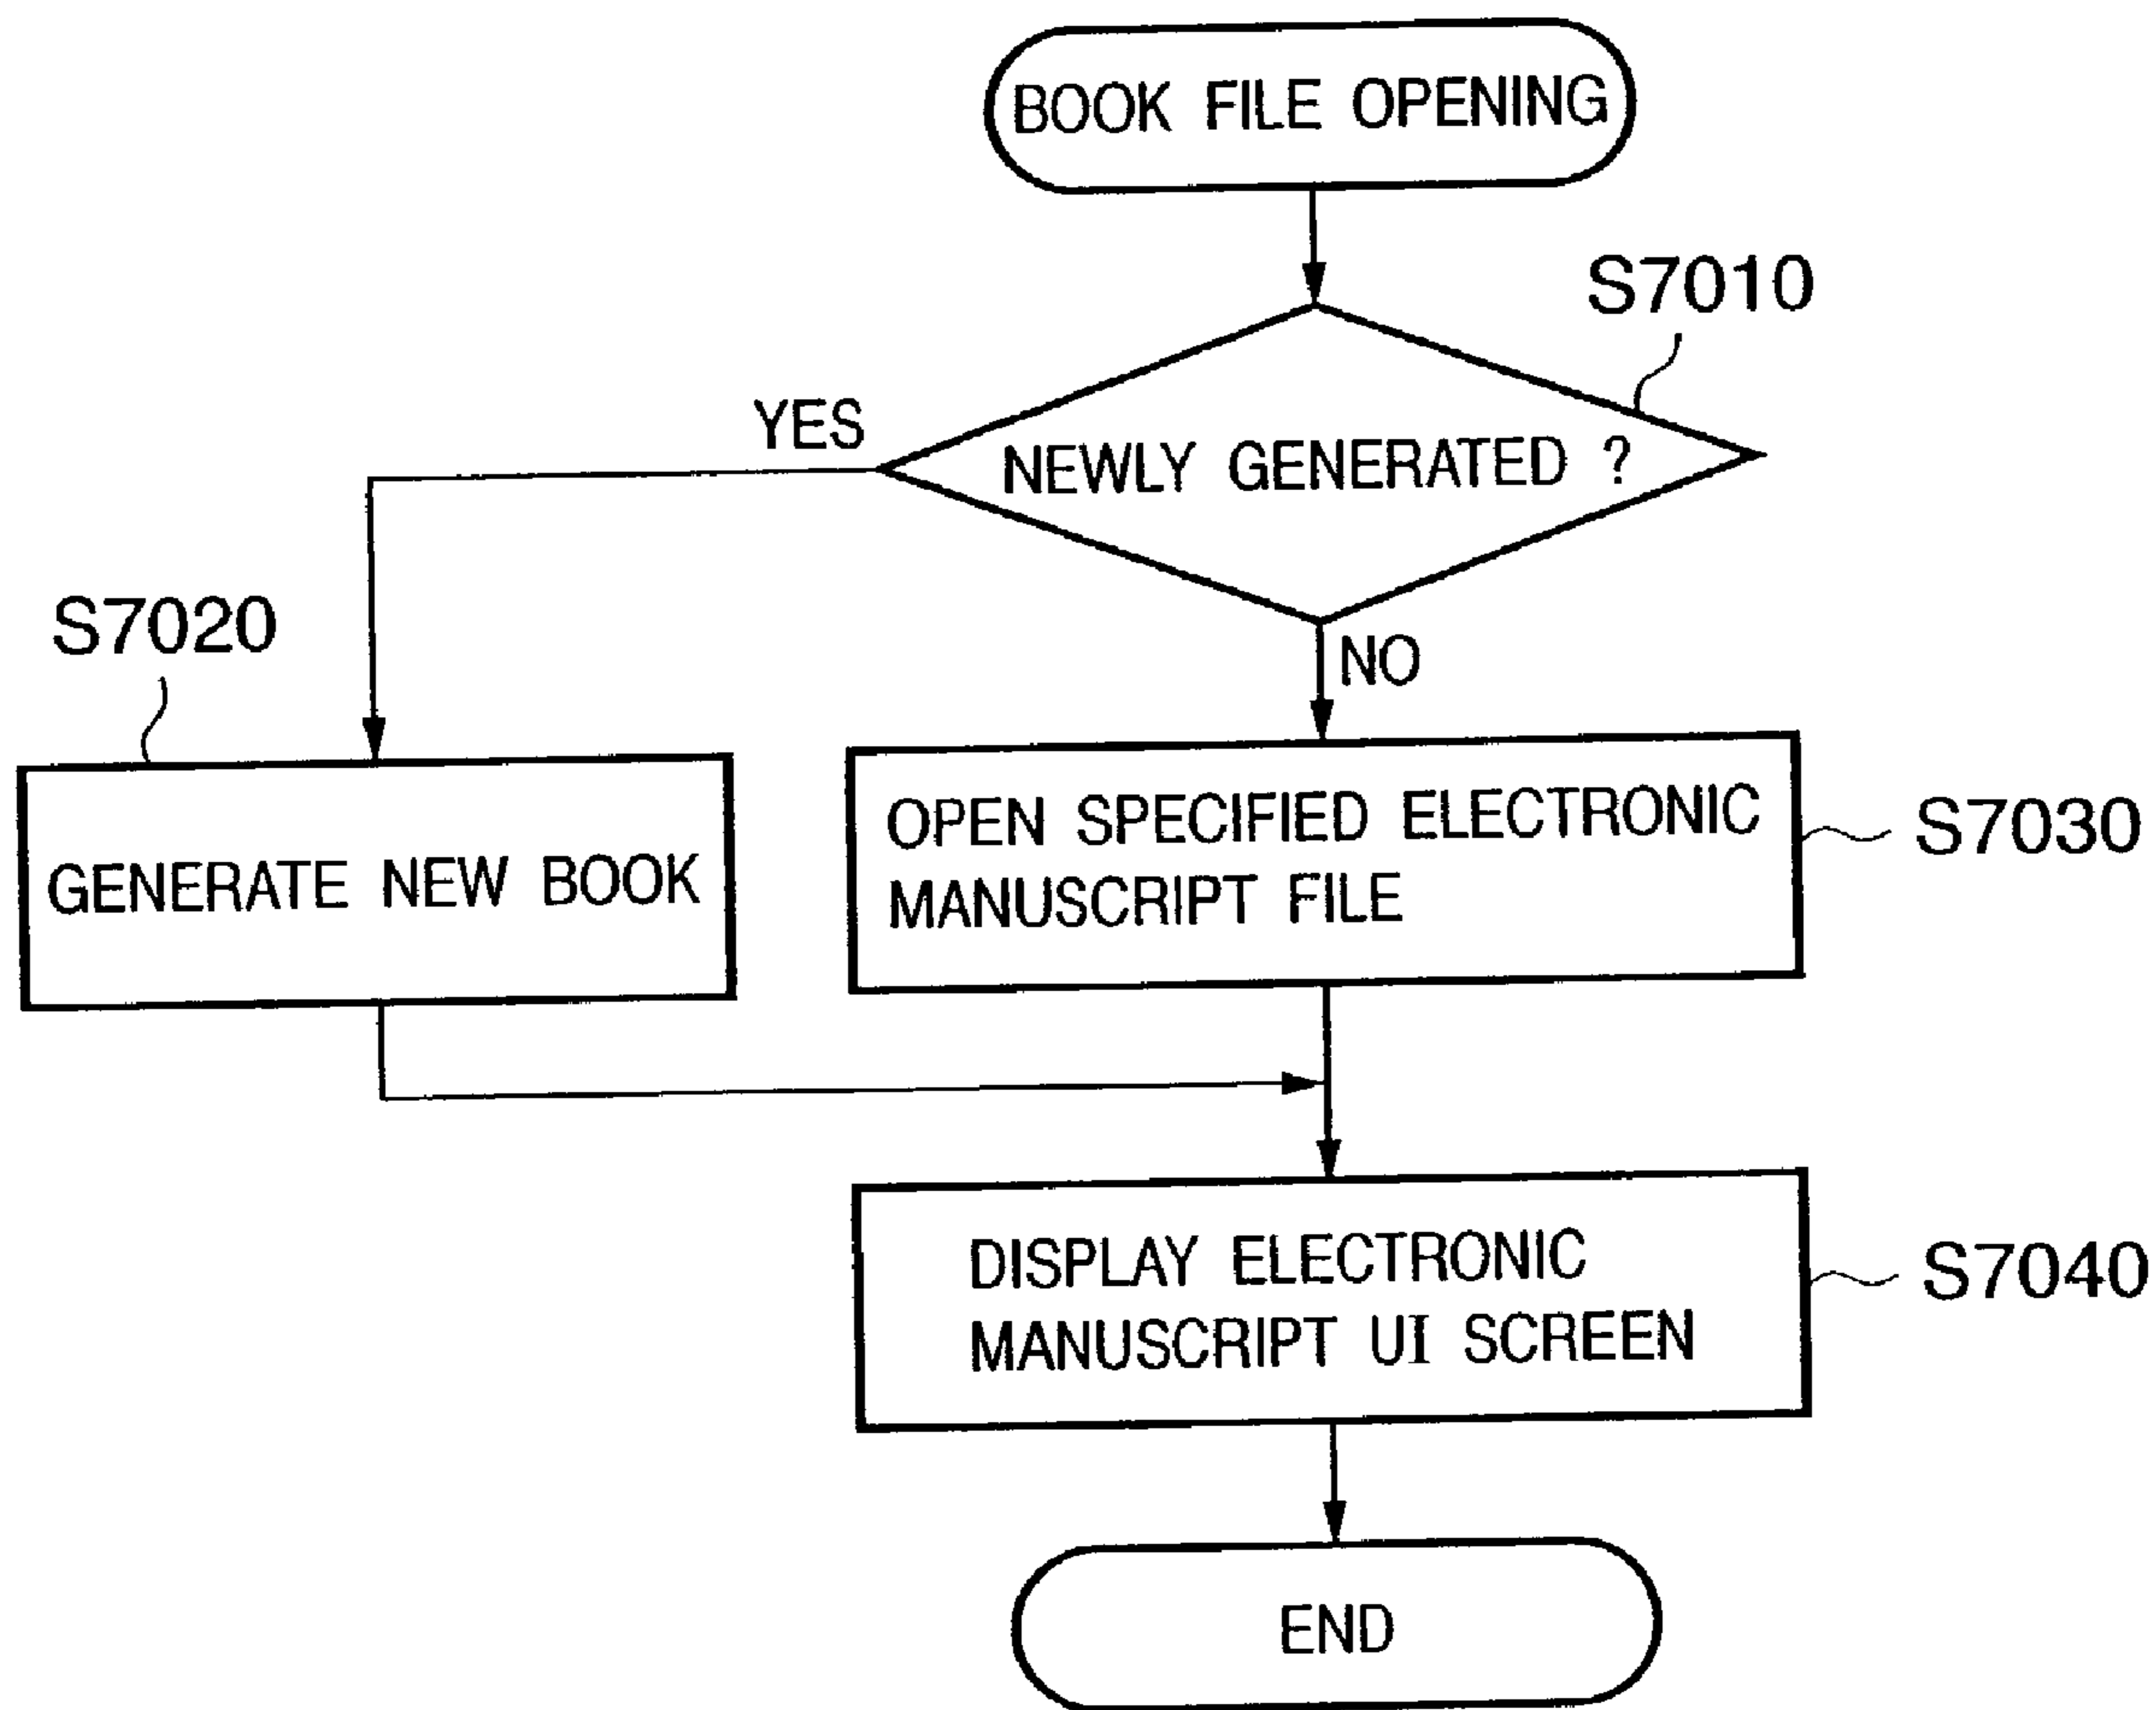 BOOK FILE OPENING
S7010
NEWLY GENERATED ?
YES
NO
S7020
GENERATE NEW BOOK
OPEN SPECIFIED ELECTRONIC
MANUSCRIPT FILE
S7030
DISPLAY ELECTRONIC
MANUSCRIPT UI SCREEN
S7040
END